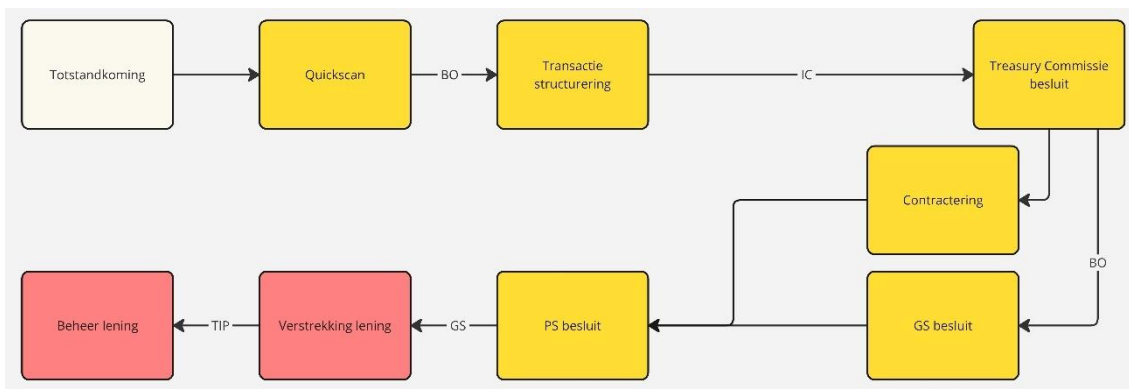 Totstandkoming
Quickscan
BO
Transactie
structurering
IC
Treasury Commissie
besluit
Contractering
BO
Beheer lening
TIP
Verstrekking lening
GS
PS besluit
GS besluit